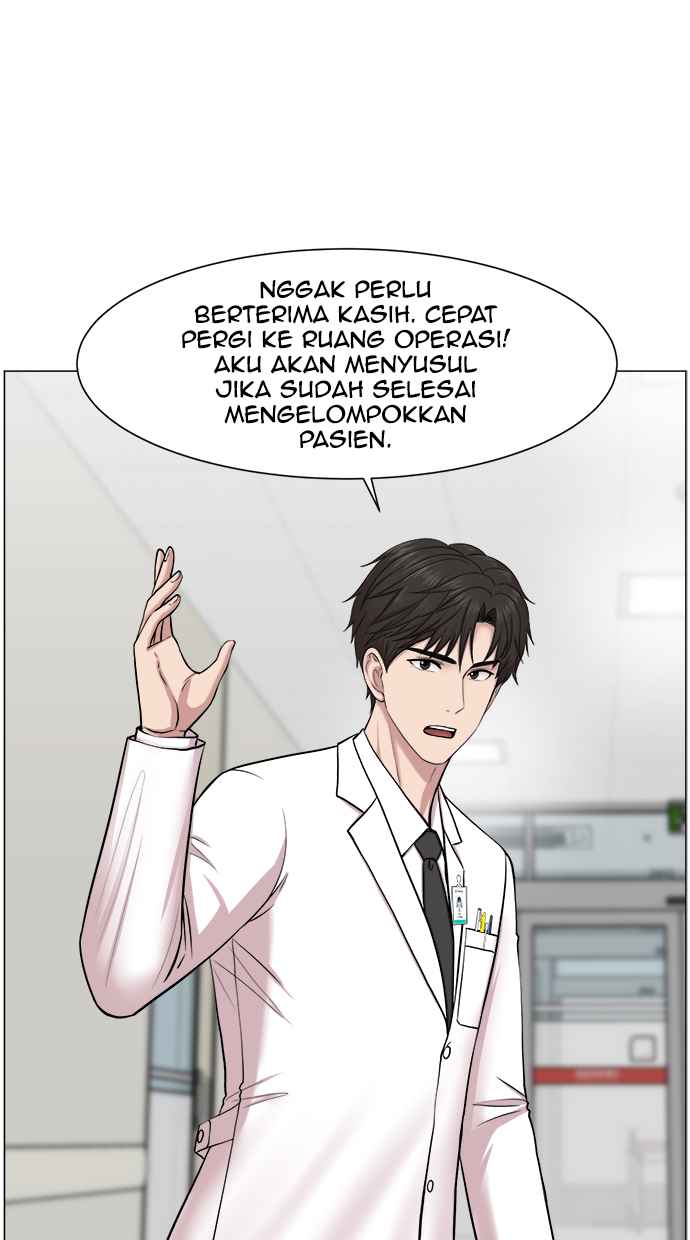 NGGAK PERLU
BERTERIMA KASIH. CEPAT
PERGI KE RUANG OPERASI!
AKU AKAN MENYUSUL
JIKA SUDAH SELESAI
MENGELOMPOKKAN
PASIEN.